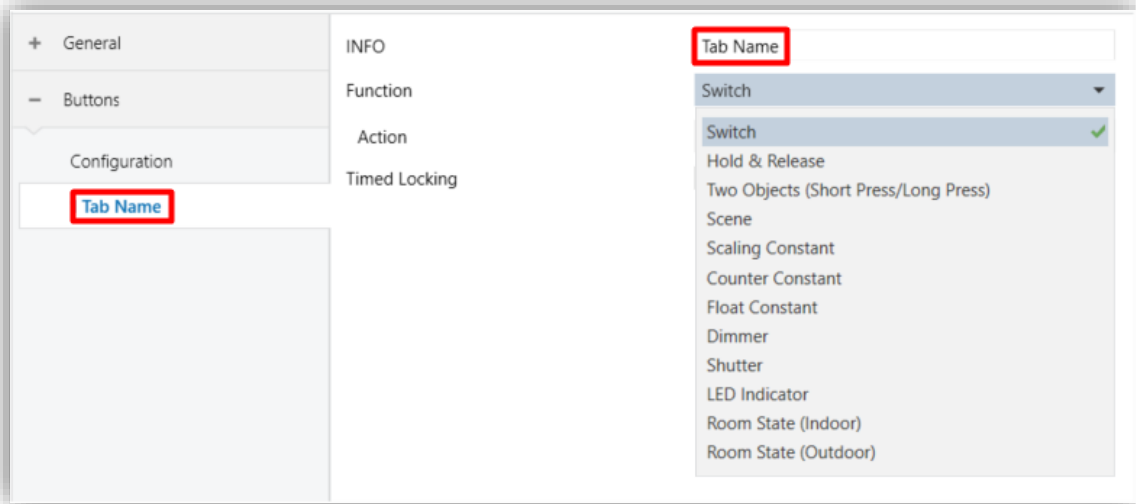 + General
− Buttons
Configuration
Tab Name
INFO
Tab Name
Function
Switch
Action
Timed Locking
Switch
Hold & Release
Two Objects (Short Press/Long Press)
Scene
Scaling Constant
Counter Constant
Float Constant
Dimmer
Shutter
LED Indicator
Room State (Indoor)
Room State (Outdoor)